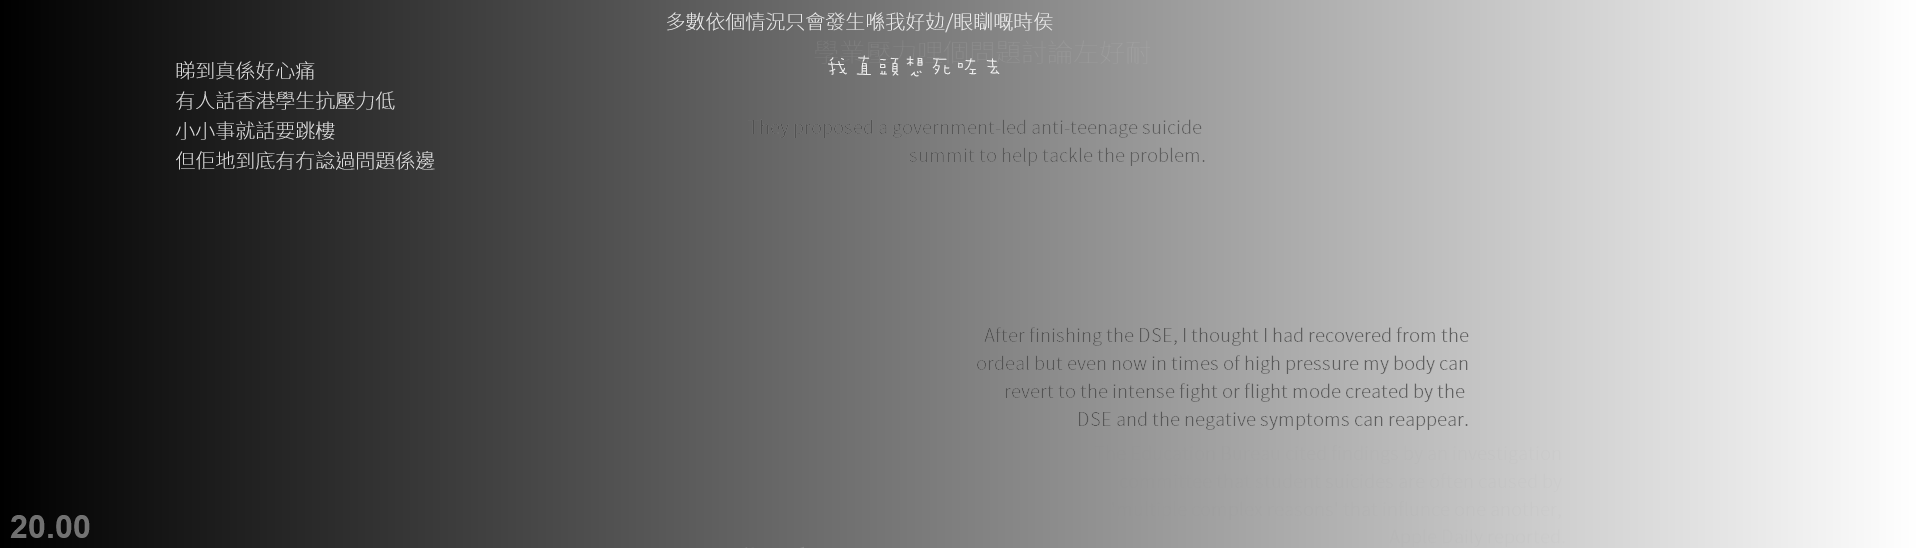 多數依個情況只會發生喺我好攰/眼瞓嘅時侯
學業壓力呢個問題討論左好耐
我直頭想死咗去
睇到真係好心痛
有人話香港學生抗壓力低
小小事就話要跳樓
但佢地到底有冇諗過問題係邊
They proposed a government-led anti-teenage suicide
summit to help tackle the problem.
After finishing the DSE, I thought I had recovered from the
ordeal but even now in times of high pressure my body can
revert to the intense fight or flight mode created by the
DSE and the negative symptoms can reappear.
20.00